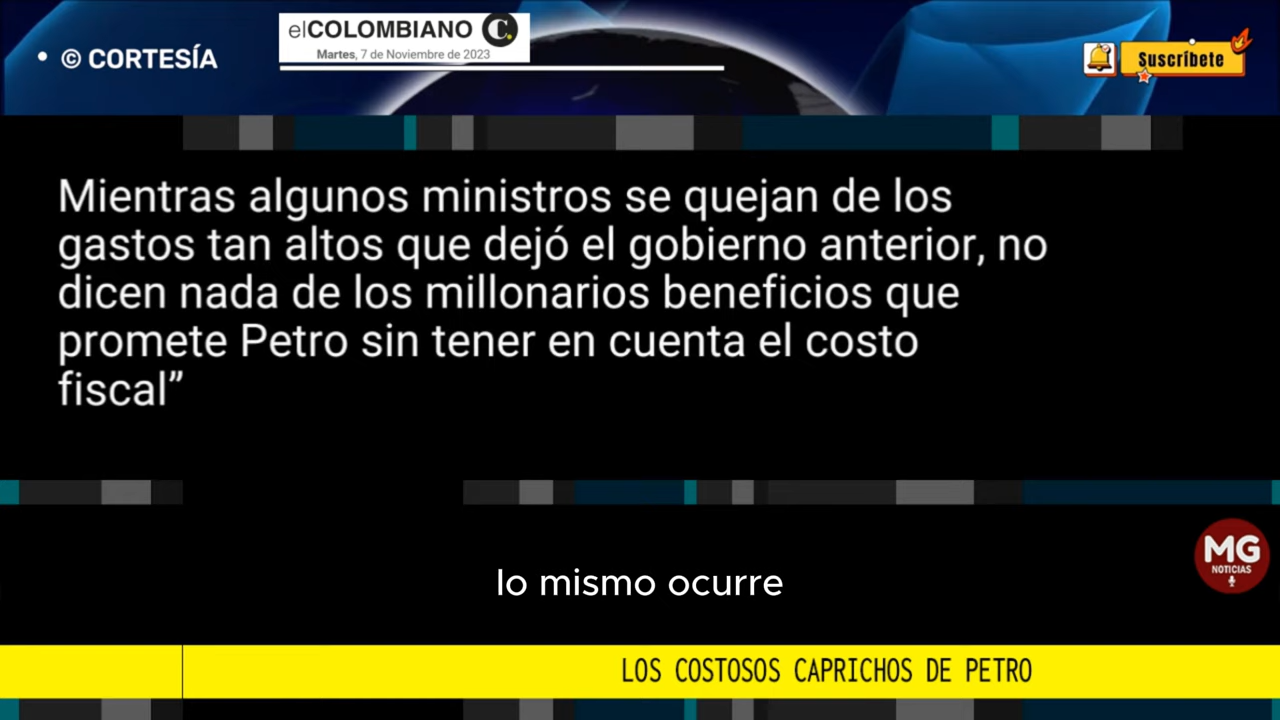 • © CORTESÍA
elCOLOMBIANO C.
Martes, 7 de Noviembre de 2023
Suscríbete
Mientras algunos ministros se quejan de los
gastos tan altos que dejó el gobierno anterior, no
dicen nada de los millonarios beneficios que
promete Petro sin tener en cuenta el costo
fiscal”
MG
NOTICIAS
lo mismo ocurre
LOS COSTOSOS CAPRICHOS DE PETRO